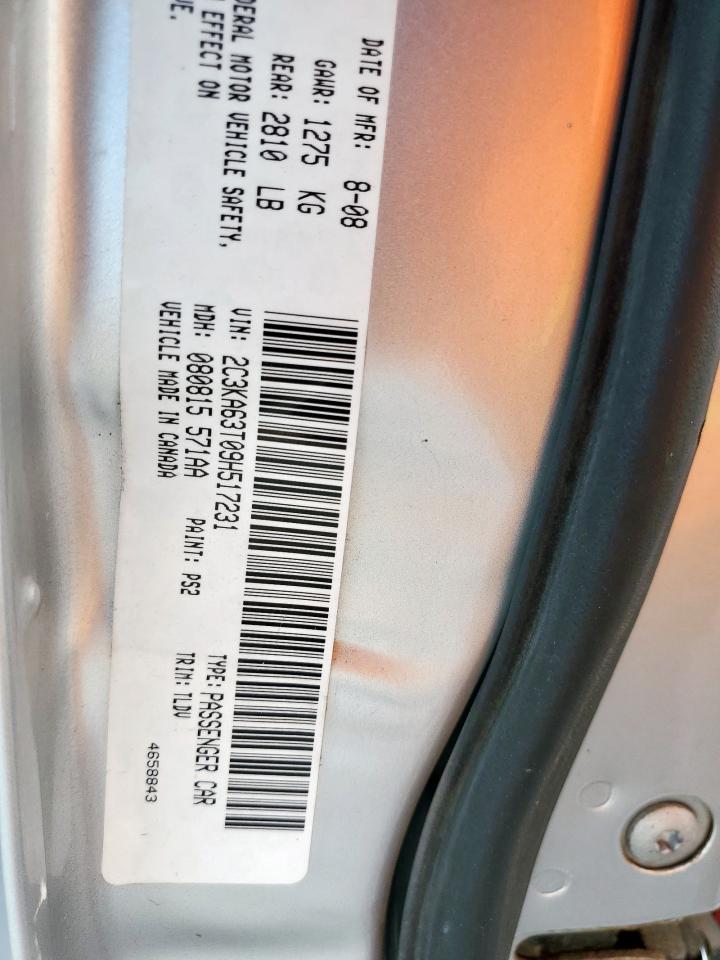 DATE OF MFR: 8-08
GAWR: 1275 KG
REAR: 2810 LB
DERAL MOTOR VEHICLE SAFETY,
EFFECT ON
VIN: 2C3KA63T09H517231
MDH: 080815 571AA PAINT: PS2
VEHICLE MADE IN CANADA
TYPE: PASSENGER CAR
TRIM: TLDV
4658843